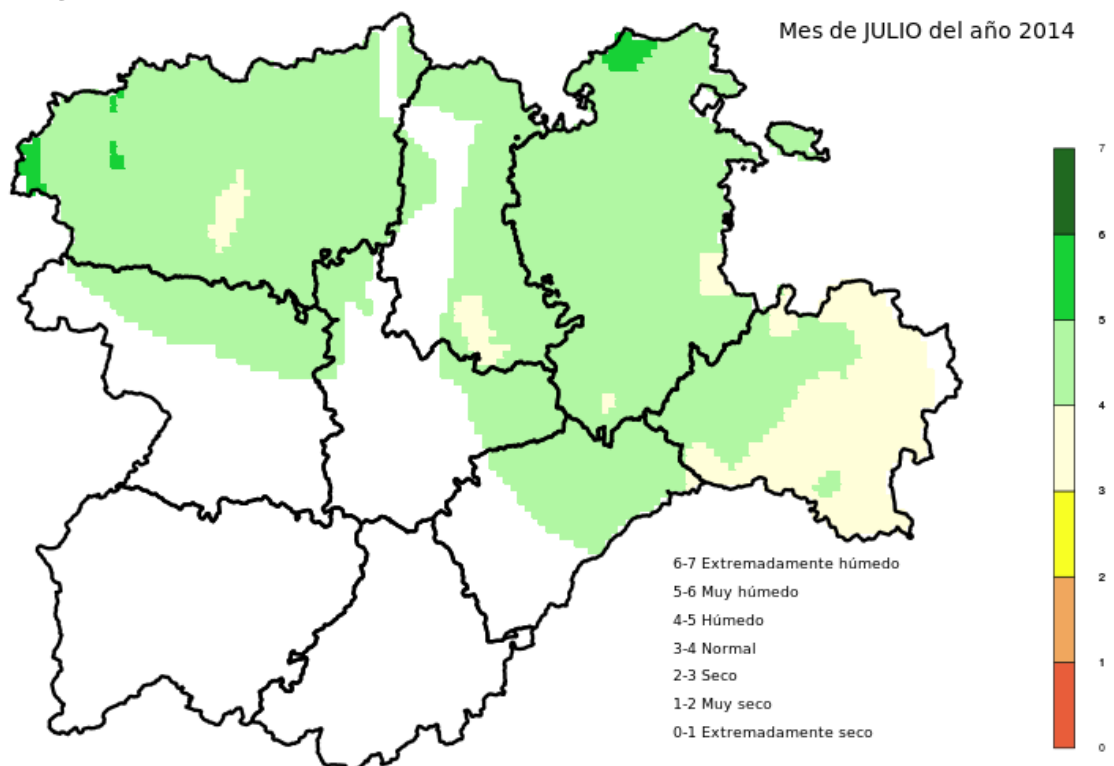 Mes de JULIO del año 2014
7
6
5
4
3
2
1
0
6-7 Extremadamente húmedo
5-6 Muy húmedo
4-5 Húmedo
3-4 Normal
2-3 Seco
1-2 Muy seco
0-1 Extremadamente seco